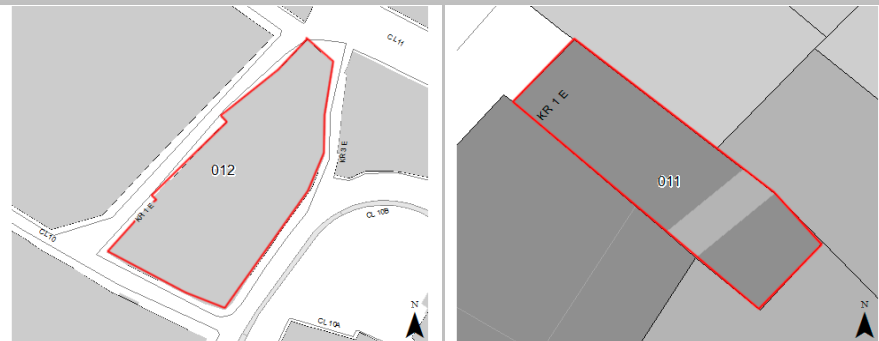 CL 11
KR 3 E
012
KR 1 E
CL 10
CL 10B
CL 10A
N
KR 1 E
011
N